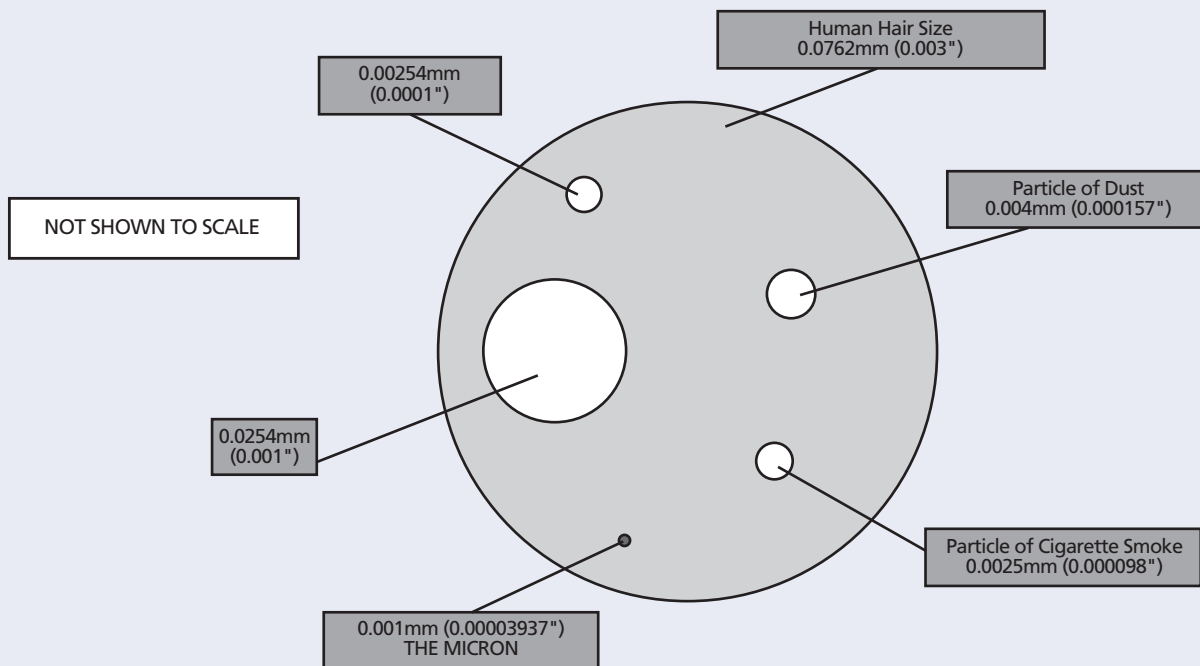 Human Hair Size
0.0762mm (0.003")
0.00254mm
(0.0001")
Particle of Dust
0.004mm (0.000157")
NOT SHOWN TO SCALE
0.0254mm
(0.001")
Particle of Cigarette Smoke
0.0025mm (0.000098")
0.001mm (0.00003937")
THE MICRON